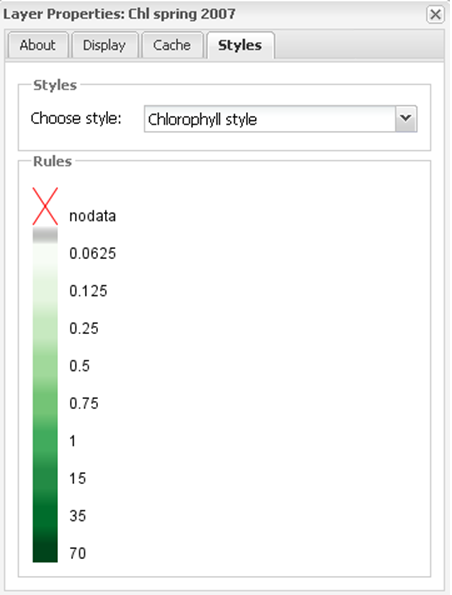 Layer Properties: Chl spring 2007
About Display Cache Styles
Styles
Choose style: Chlorophyll style
Rules
nodata
0.0625
0.125
0.25
0.5
0.75
1
15
35
70